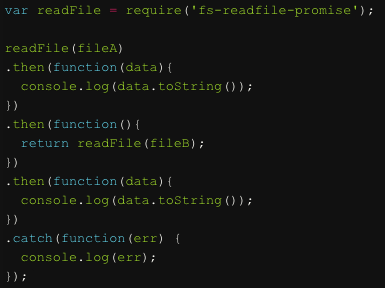 var readFile = require('fs-readfile-promise');

readFile(fileA)
.then(function(data){
  console.log(data.toString());
})
.then(function(){
  return readFile(fileB);
})
.then(function(data){
  console.log(data.toString());
})
.catch(function(err) {
  console.log(err);
});